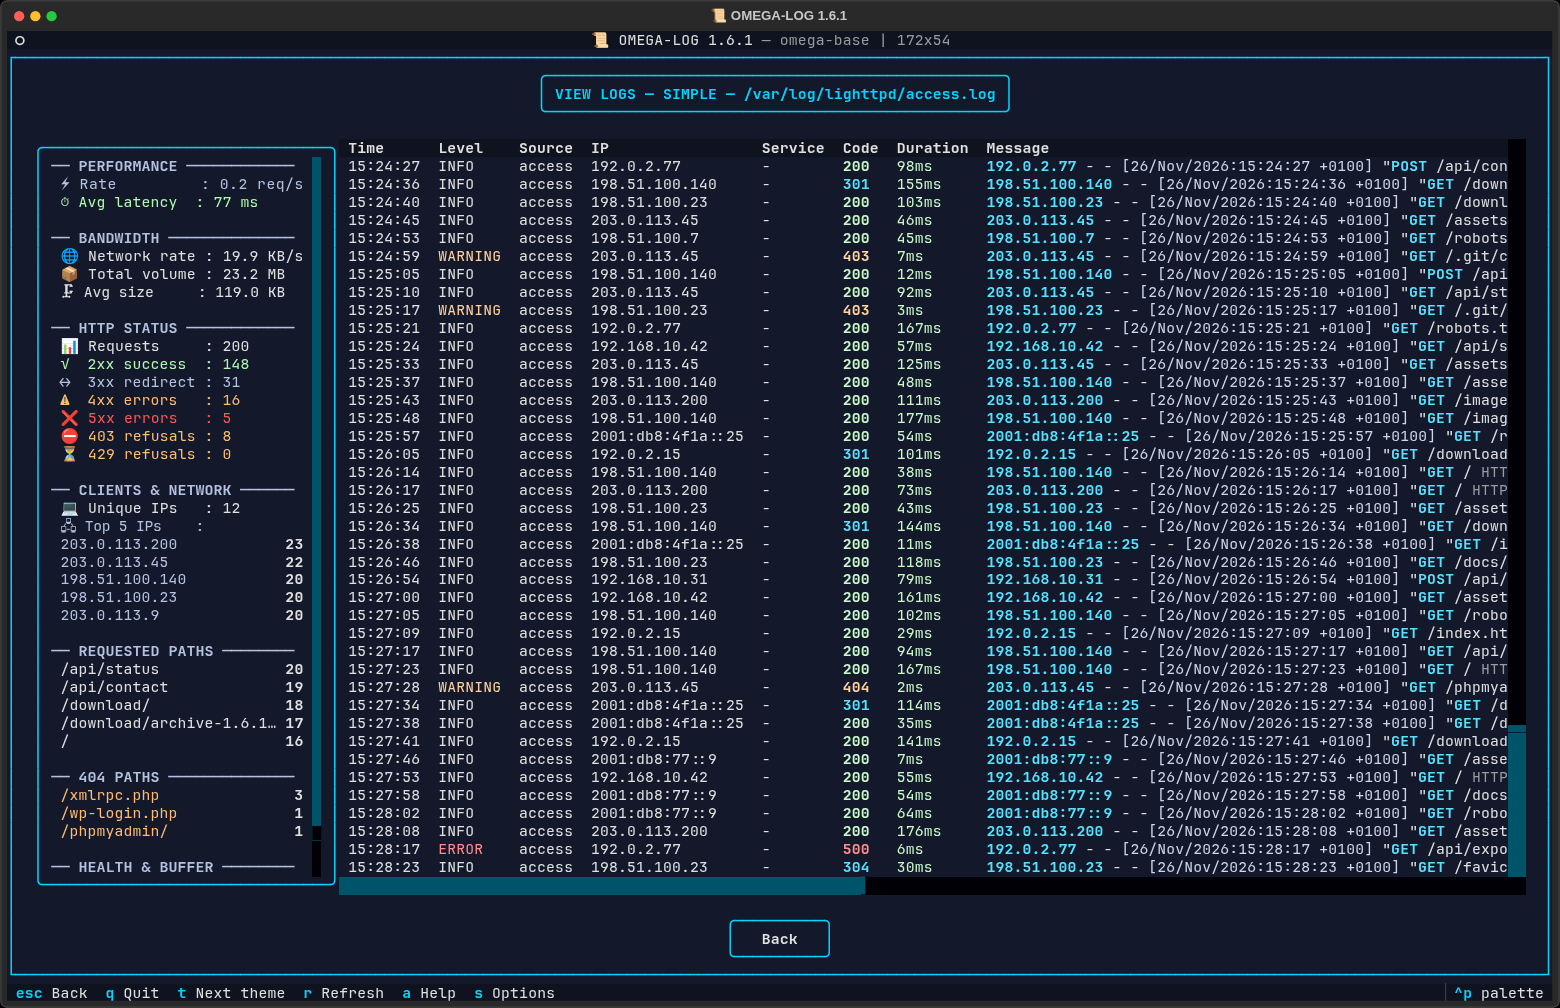 📜 OMEGA-LOG 1.6.1
📜 OMEGA-LOG 1.6.1 — omega-base | 172x54
VIEW LOGS — SIMPLE — /var/log/lighttpd/access.log
── PERFORMANCE ────────────
⚡ Rate : 0.2 req/s
⏱ Avg latency : 77 ms
── BANDWIDTH ──────────────
🌐 Network rate : 19.9 KB/s
📦 Total volume : 23.2 MB
🗜 Avg size : 119.0 KB
── HTTP STATUS ────────────
📊 Requests : 200
√ 2xx success : 148
↔ 3xx redirect : 31
⚠ 4xx errors : 16
❌ 5xx errors : 5
⛔ 403 refusals : 8
⏳ 429 refusals : 0
── CLIENTS & NETWORK ──────
💻 Unique IPs : 12
🖧 Top 5 IPs :
203.0.113.200 23
203.0.113.45 22
198.51.100.140 20
198.51.100.23 20
203.0.113.9 20
── REQUESTED PATHS ────────
/api/status 20
/api/contact 19
/download/ 18
/download/archive-1.6.1… 17
/ 16
── 404 PATHS ──────────────
/xmlrpc.php 3
/wp-login.php 1
/phpmyadmin/ 1
── HEALTH & BUFFER ────────
Time Level Source IP Service Code Duration Message
15:24:27 INFO access 192.0.2.77 - 200 98ms 192.0.2.77 - - [26/Nov/2026:15:24:27 +0100] "POST /api/con
15:24:36 INFO access 198.51.100.140 - 301 155ms 198.51.100.140 - - [26/Nov/2026:15:24:36 +0100] "GET /down
15:24:40 INFO access 198.51.100.23 - 200 103ms 198.51.100.23 - - [26/Nov/2026:15:24:40 +0100] "GET /downl
15:24:45 INFO access 203.0.113.45 - 200 46ms 203.0.113.45 - - [26/Nov/2026:15:24:45 +0100] "GET /assets
15:24:53 INFO access 198.51.100.7 - 200 45ms 198.51.100.7 - - [26/Nov/2026:15:24:53 +0100] "GET /robots
15:24:59 WARNING access 203.0.113.45 - 403 7ms 203.0.113.45 - - [26/Nov/2026:15:24:59 +0100] "GET /.git/c
15:25:05 INFO access 198.51.100.140 - 200 12ms 198.51.100.140 - - [26/Nov/2026:15:25:05 +0100] "POST /api
15:25:10 INFO access 203.0.113.45 - 200 92ms 203.0.113.45 - - [26/Nov/2026:15:25:10 +0100] "GET /api/st
15:25:17 WARNING access 198.51.100.23 - 403 3ms 198.51.100.23 - - [26/Nov/2026:15:25:17 +0100] "GET /.git/
15:25:21 INFO access 192.0.2.77 - 200 167ms 192.0.2.77 - - [26/Nov/2026:15:25:21 +0100] "GET /robots.t
15:25:24 INFO access 192.168.10.42 - 200 57ms 192.168.10.42 - - [26/Nov/2026:15:25:24 +0100] "GET /api/s
15:25:33 INFO access 203.0.113.45 - 200 125ms 203.0.113.45 - - [26/Nov/2026:15:25:33 +0100] "GET /assets
15:25:37 INFO access 198.51.100.140 - 200 48ms 198.51.100.140 - - [26/Nov/2026:15:25:37 +0100] "GET /asse
15:25:43 INFO access 203.0.113.200 - 200 111ms 203.0.113.200 - - [26/Nov/2026:15:25:43 +0100] "GET /image
15:25:48 INFO access 198.51.100.140 - 200 177ms 198.51.100.140 - - [26/Nov/2026:15:25:48 +0100] "GET /imag
15:25:57 INFO access 2001:db8:4f1a::25 - 200 54ms 2001:db8:4f1a::25 - - [26/Nov/2026:15:25:57 +0100] "GET /r
15:26:05 INFO access 192.0.2.15 - 301 101ms 192.0.2.15 - - [26/Nov/2026:15:26:05 +0100] "GET /download
15:26:14 INFO access 198.51.100.140 - 200 38ms 198.51.100.140 - - [26/Nov/2026:15:26:14 +0100] "GET / HTT
15:26:17 INFO access 203.0.113.200 - 200 73ms 203.0.113.200 - - [26/Nov/2026:15:26:17 +0100] "GET / HTTP
15:26:25 INFO access 198.51.100.23 - 200 43ms 198.51.100.23 - - [26/Nov/2026:15:26:25 +0100] "GET /asset
15:26:34 INFO access 198.51.100.140 - 301 144ms 198.51.100.140 - - [26/Nov/2026:15:26:34 +0100] "GET /down
15:26:38 INFO access 2001:db8:4f1a::25 - 200 11ms 2001:db8:4f1a::25 - - [26/Nov/2026:15:26:38 +0100] "GET /i
15:26:46 INFO access 198.51.100.23 - 200 118ms 198.51.100.23 - - [26/Nov/2026:15:26:46 +0100] "GET /docs/
15:26:54 INFO access 192.168.10.31 - 200 79ms 192.168.10.31 - - [26/Nov/2026:15:26:54 +0100] "POST /api/
15:27:00 INFO access 192.168.10.42 - 200 161ms 192.168.10.42 - - [26/Nov/2026:15:27:00 +0100] "GET /asset
15:27:05 INFO access 198.51.100.140 - 200 102ms 198.51.100.140 - - [26/Nov/2026:15:27:05 +0100] "GET /robo
15:27:09 INFO access 192.0.2.15 - 200 29ms 192.0.2.15 - - [26/Nov/2026:15:27:09 +0100] "GET /index.ht
15:27:17 INFO access 198.51.100.140 - 200 94ms 198.51.100.140 - - [26/Nov/2026:15:27:17 +0100] "GET /api/
15:27:23 INFO access 198.51.100.140 - 200 167ms 198.51.100.140 - - [26/Nov/2026:15:27:23 +0100] "GET / HTT
15:27:28 WARNING access 203.0.113.45 - 404 2ms 203.0.113.45 - - [26/Nov/2026:15:27:28 +0100] "GET /phpmya
15:27:34 INFO access 2001:db8:4f1a::25 - 301 114ms 2001:db8:4f1a::25 - - [26/Nov/2026:15:27:34 +0100] "GET /d
15:27:38 INFO access 2001:db8:4f1a::25 - 200 35ms 2001:db8:4f1a::25 - - [26/Nov/2026:15:27:38 +0100] "GET /d
15:27:41 INFO access 192.0.2.15 - 200 141ms 192.0.2.15 - - [26/Nov/2026:15:27:41 +0100] "GET /download
15:27:46 INFO access 2001:db8:77::9 - 200 7ms 2001:db8:77::9 - - [26/Nov/2026:15:27:46 +0100] "GET /asse
15:27:53 INFO access 192.168.10.42 - 200 55ms 192.168.10.42 - - [26/Nov/2026:15:27:53 +0100] "GET / HTTP
15:27:58 INFO access 2001:db8:77::9 - 200 54ms 2001:db8:77::9 - - [26/Nov/2026:15:27:58 +0100] "GET /docs
15:28:02 INFO access 2001:db8:77::9 - 200 64ms 2001:db8:77::9 - - [26/Nov/2026:15:28:02 +0100] "GET /robo
15:28:08 INFO access 203.0.113.200 - 200 176ms 203.0.113.200 - - [26/Nov/2026:15:28:08 +0100] "GET /asset
15:28:17 ERROR access 192.0.2.77 - 500 6ms 192.0.2.77 - - [26/Nov/2026:15:28:17 +0100] "GET /api/expo
15:28:23 INFO access 198.51.100.23 - 304 30ms 198.51.100.23 - - [26/Nov/2026:15:28:23 +0100] "GET /favic
Back
esc Back q Quit t Next theme r Refresh a Help s Options ^p palette